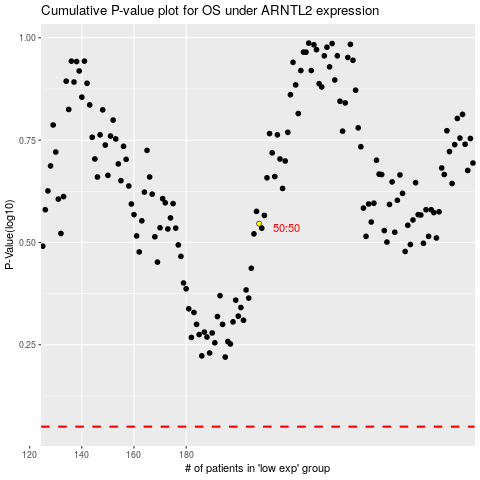 Cumulative P-value plot for OS under ARNTL2 expression
P-Value(log10)
1.00
0.75
0.50
0.25
50:50
120 125 140 160 180
# of patients in 'low exp' group